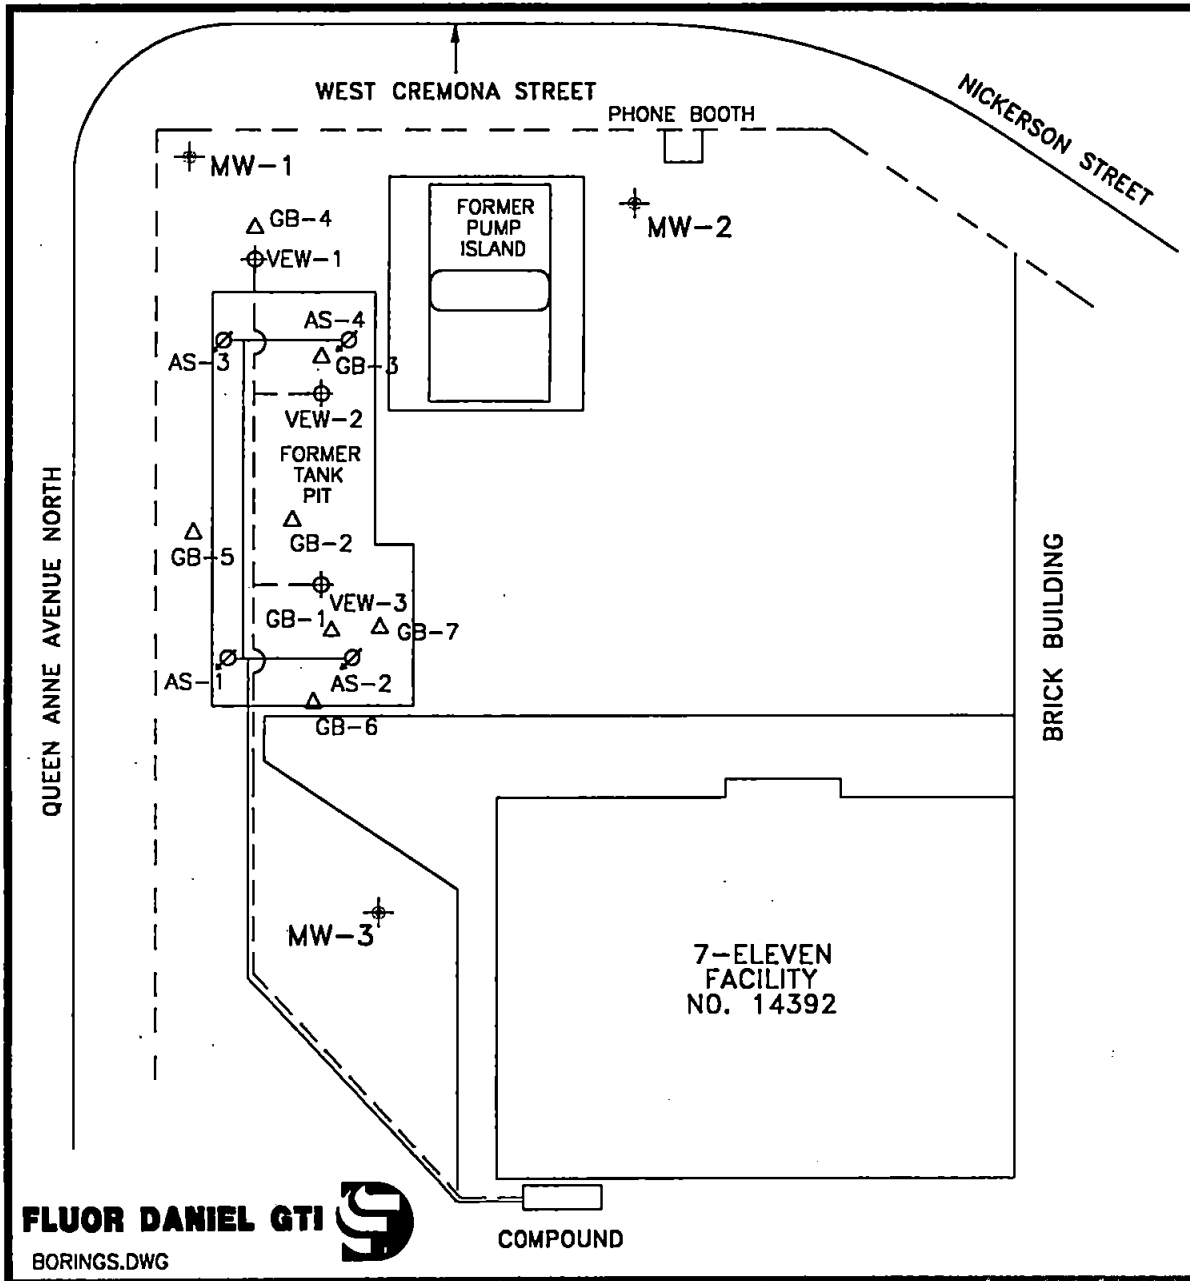 WEST CREMONA STREET
NICKERSON STREET
PHONE BOOTH
MW-1
GB-4
FORMER
PUMP
ISLAND
MW-2
VEW-1
AS-4
AS-3
GB-3
VEW-2
FORMER
TANK
PIT
GB-2
GB-5
QUEEN ANNE AVENUE NORTH
BRICK BUILDING
VEW-3
GB-1
GB-7
AS-1
AS-2
GB-6
MW-3
7-ELEVEN
FACILITY
NO. 14392
FLUOR DANIEL GTI
COMPOUND
BORINGS.DWG